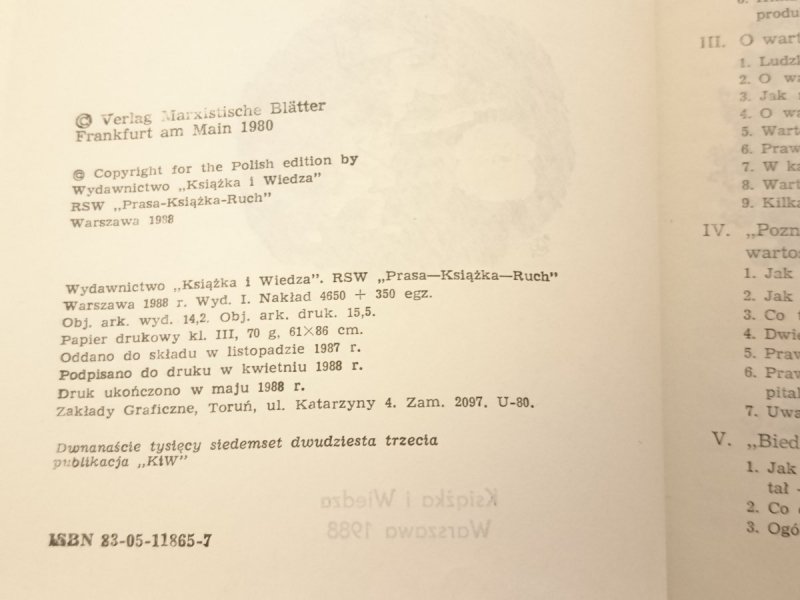 © Verlag Marxistische Blätter
Frankfurt am Main 1980
© Copyright for the Polish edition by
Wydawnictwo „Książka i Wiedza”
RSW „Prasa-Książka-Ruch”
Warszawa 1988
Wydawnictwo „Książka i Wiedza”. RSW „Prasa—Książka—Ruch”
Warszawa 1988 r. Wyd. I. Nakład 4650 + 350 egz.
Obj. ark. wyd. 14,2. Obj. ark. druk. 15,5.
Papier drukowy kl. III, 70 g, 61×86 cm.
Oddano do składu w listopadzie 1987 r.
Podpisano do druku w kwietniu 1988 r.
Druk ukończono w maju 1988 r.
Zakłady Graficzne, Toruń, ul. Katarzyny 4. Zam. 2097. U-80.
Dwnanaście tysięcy siedemset dwudziesta trzecia
publikacja „KiW”
Książka i Wiedza
Warszawa 1988
ISBN 83-05-11865-7
produ
III. O wart
1. Ludzk
2. O wa
3. Jak
4. O wa
5. Warto
6. Praw
7. W ka
8. Wart
9. Kilka
IV. „Pozn
wartoś
1. Jak
2. Jak
3. Co t
4. Dwie
5. Praw
6. Praw
pital
7. Uwa
V. „Bied
1. Jak
tał -
2. Co
3. Ogó